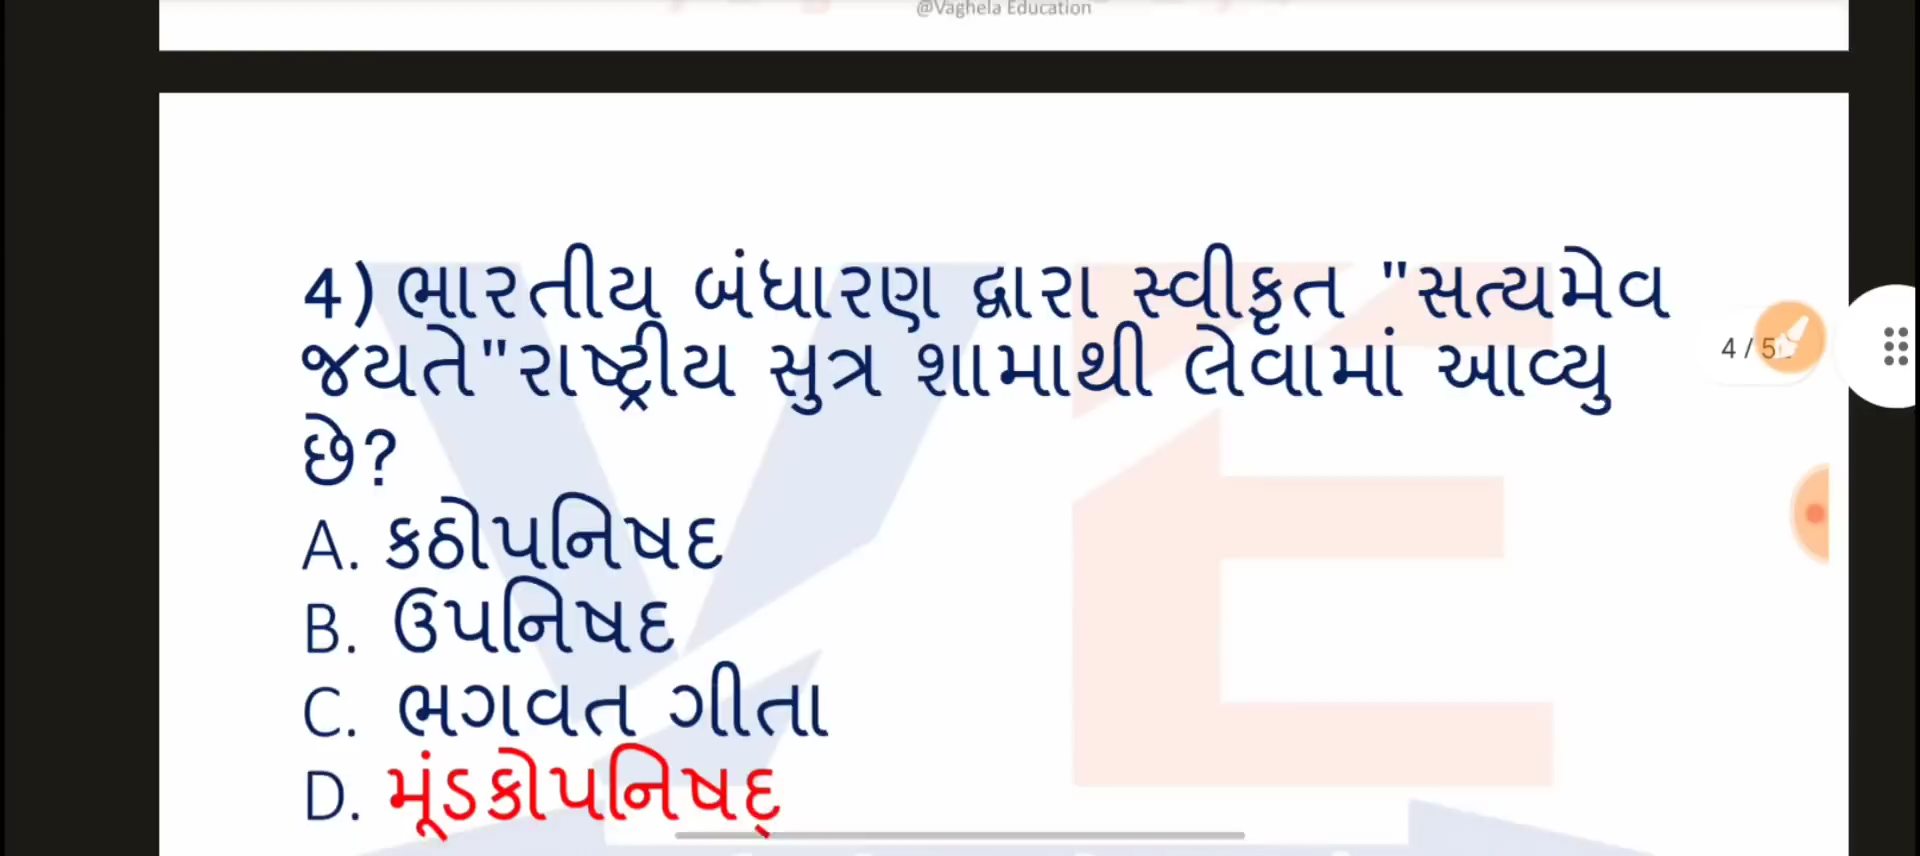 @Vaghela Education
4) ભારતીય બંધારણ દ્વારા સ્વીકૃત "સત્યમેવ
જયતે"રાષ્ટ્રીય સુત્ર શામાથી લેવામાં આવ્યુ
છે?
4 / 5
A. કઠોપનિષદ
B. ઉપનિષદ
C. ભગવત ગીતા
D. મૂંડકોપનિષદ્